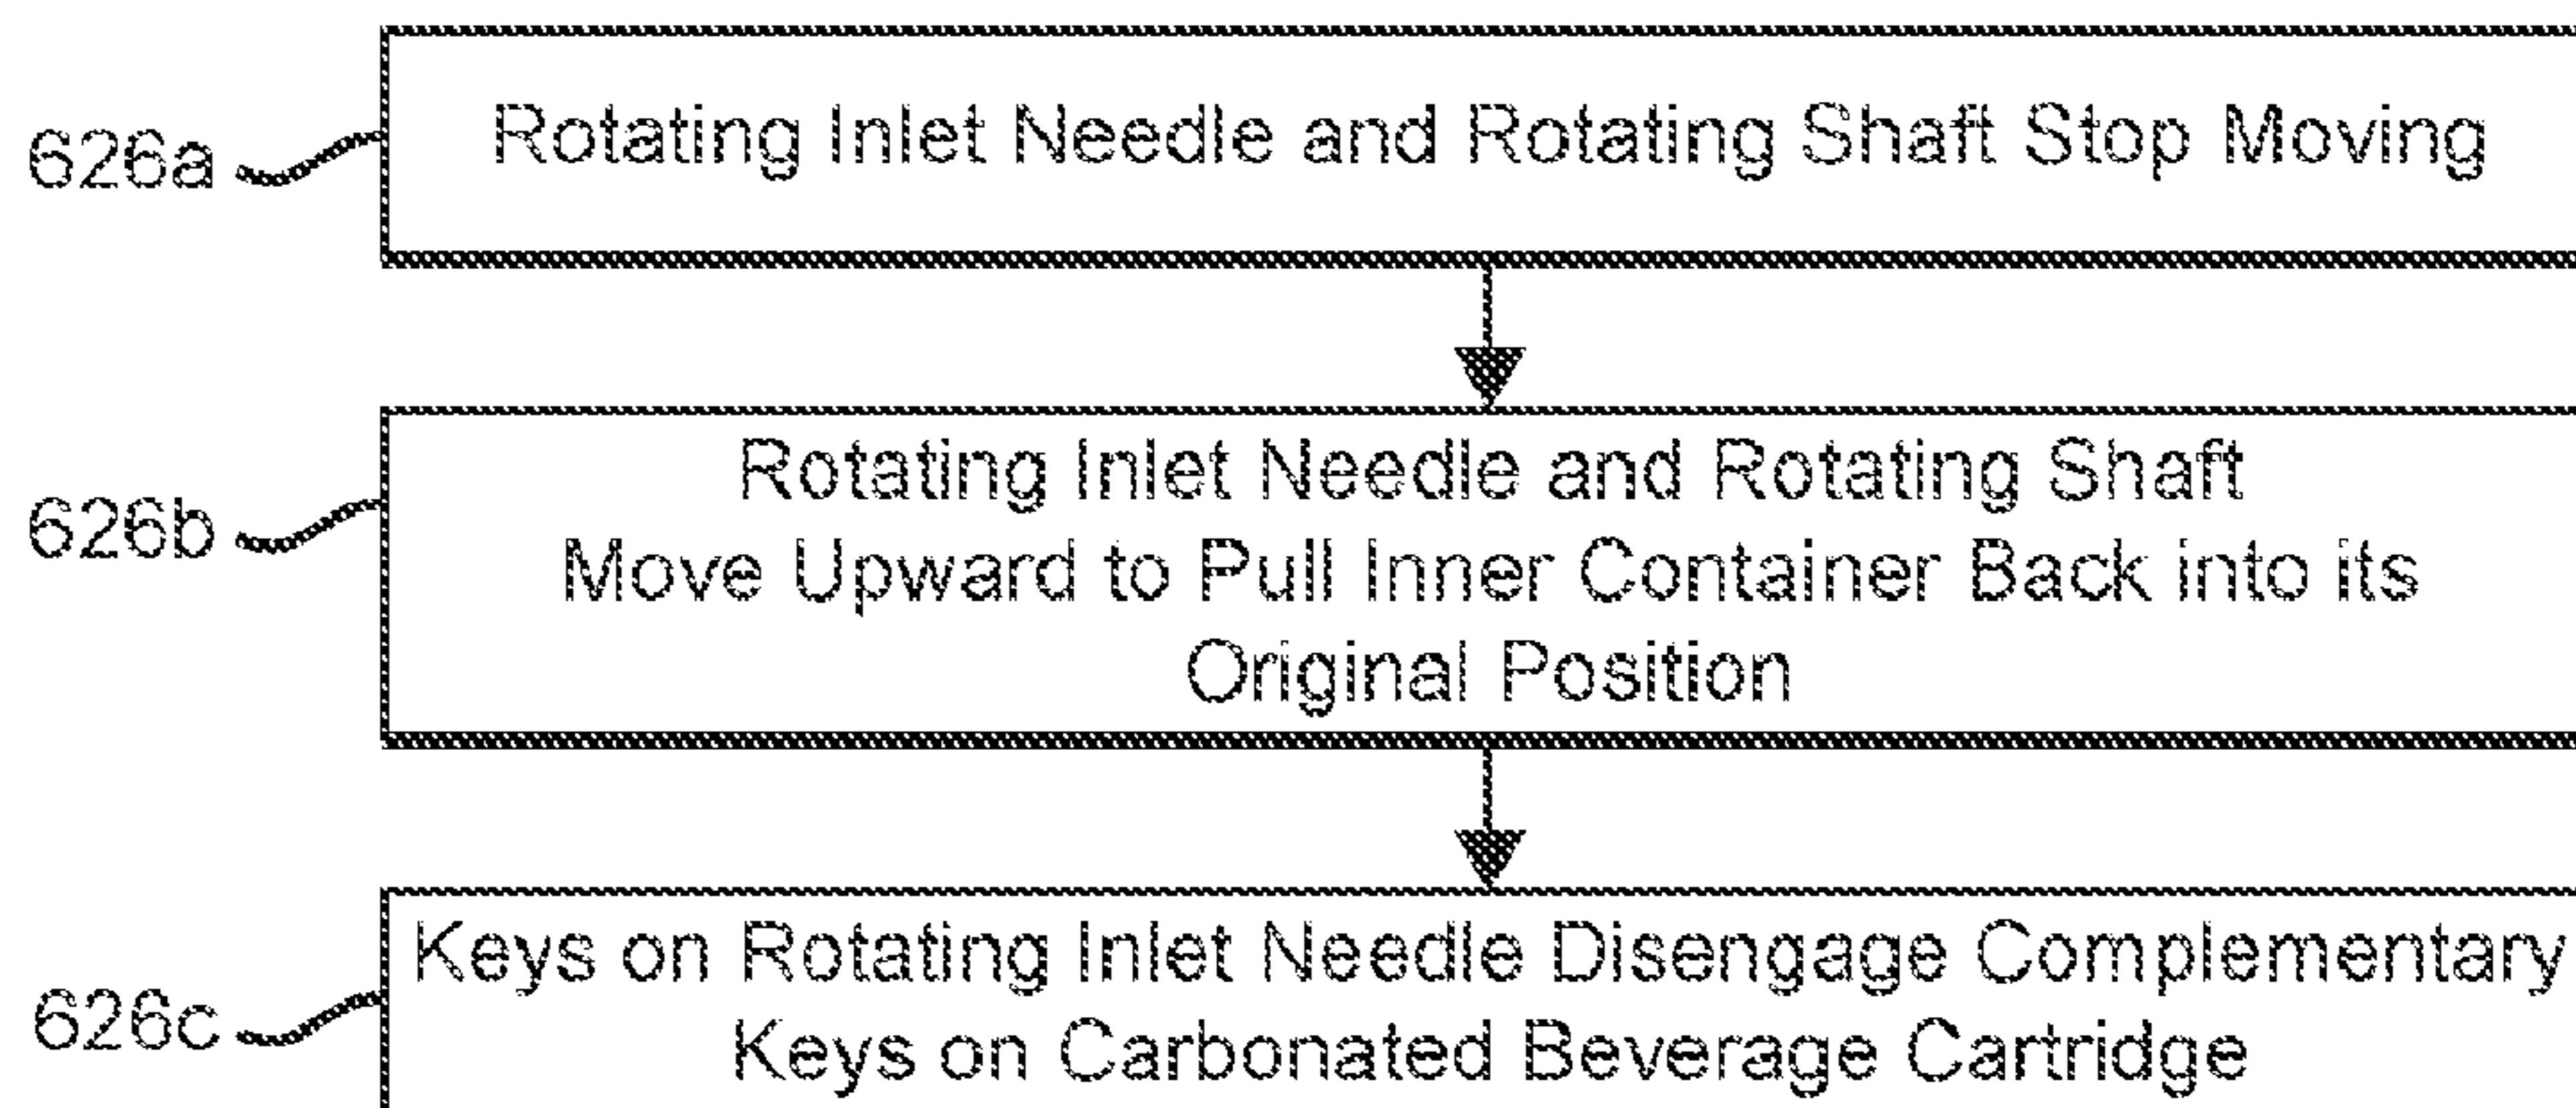 626a
Rotating Inlet Needle and Rotating Shaft Stop Moving
626b
Rotating Inlet Needle and Rotating Shaft
Move Upward to Pull Inner Container Back into its
Original Position
626c
Keys on Rotating Inlet Needle Disengage Complementary
Keys on Carbonated Beverage Cartridge